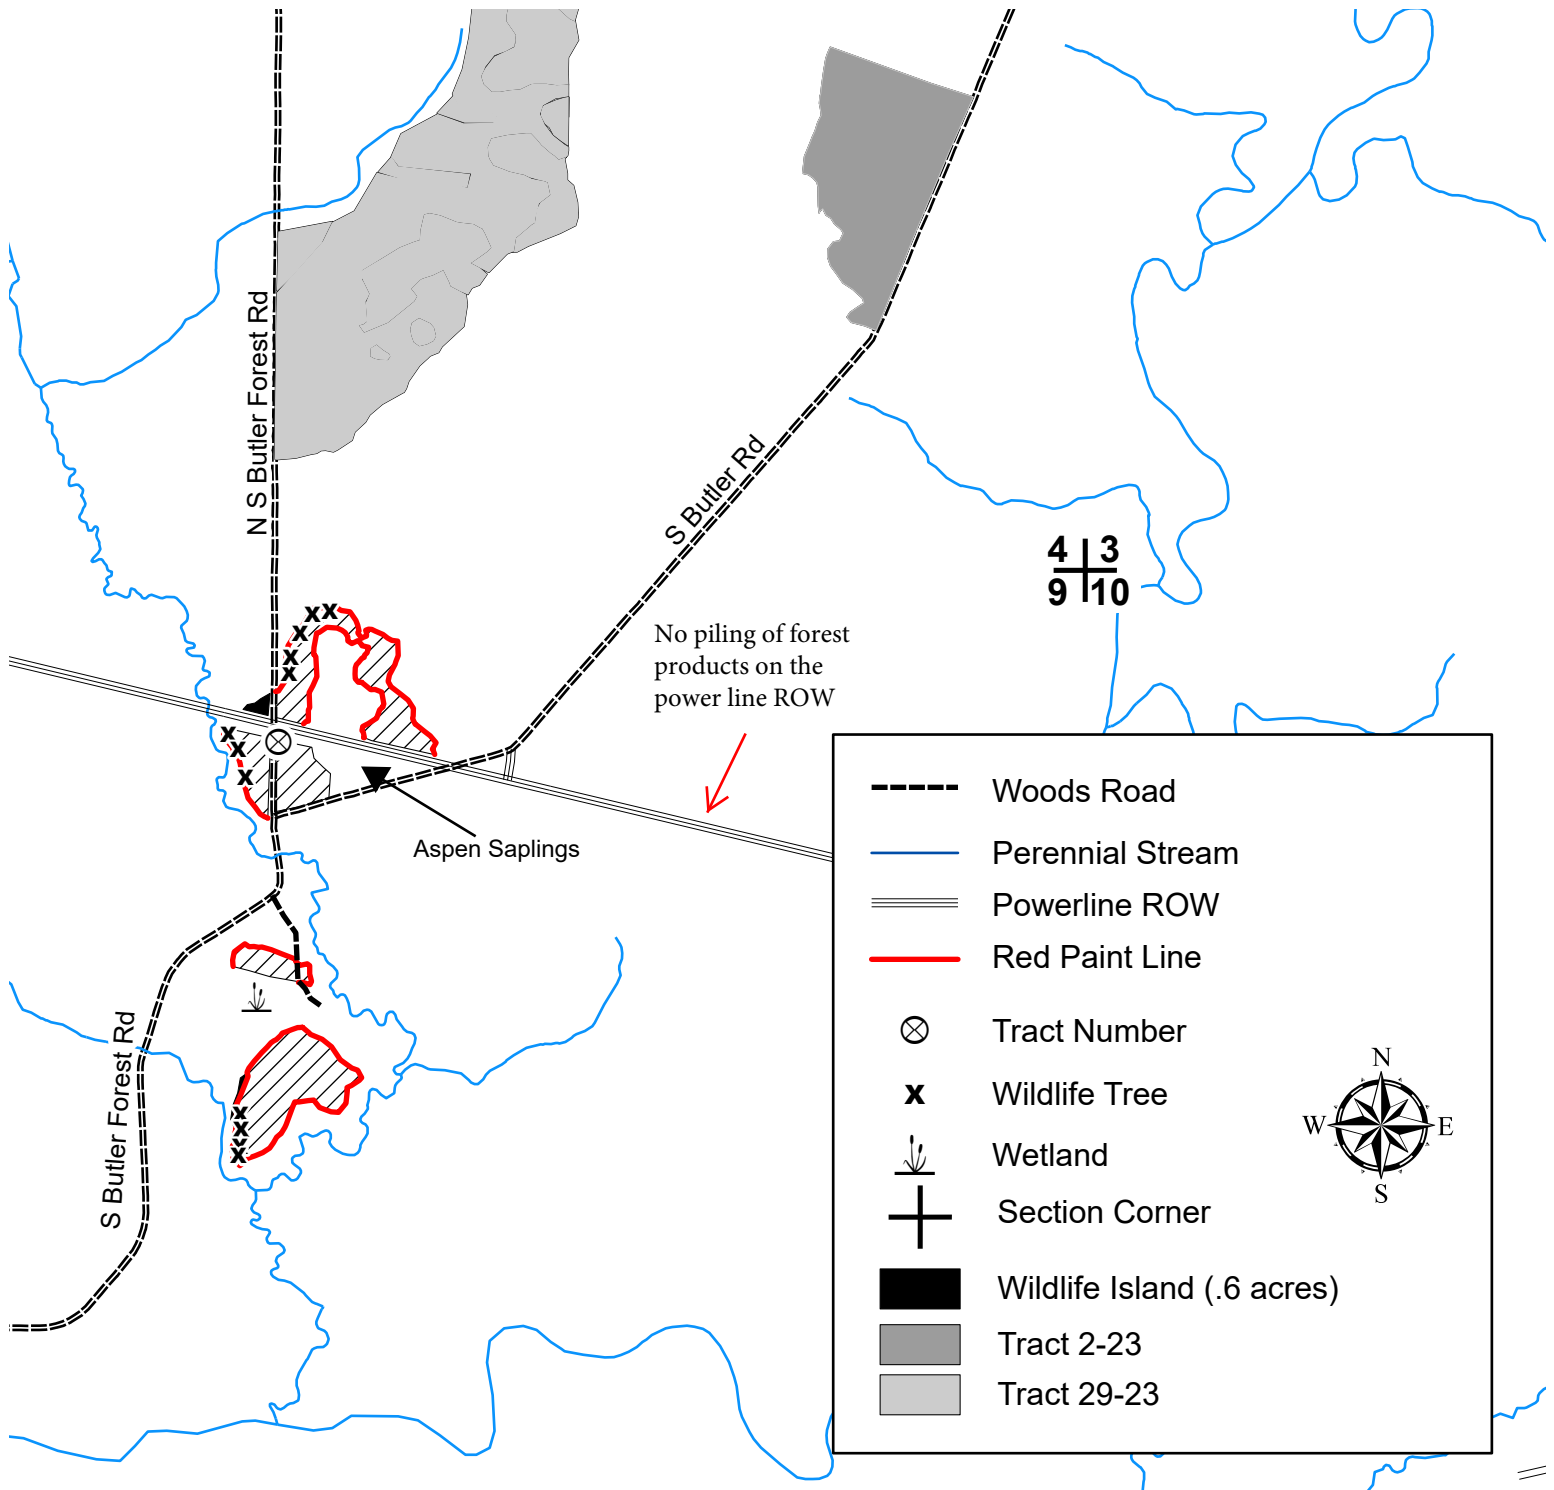 N S Butler Forest Rd
S Butler Rd
4 3
9 10
No piling of forest
products on the
power line ROW
Aspen Saplings
S Butler Forest Rd
Woods Road
Perennial Stream
Powerline ROW
Red Paint Line
Tract Number
x Wildlife Tree
Wetland
Section Corner
Wildlife Island (.6 acres)
Tract 2-23
Tract 29-23
N
W E
S